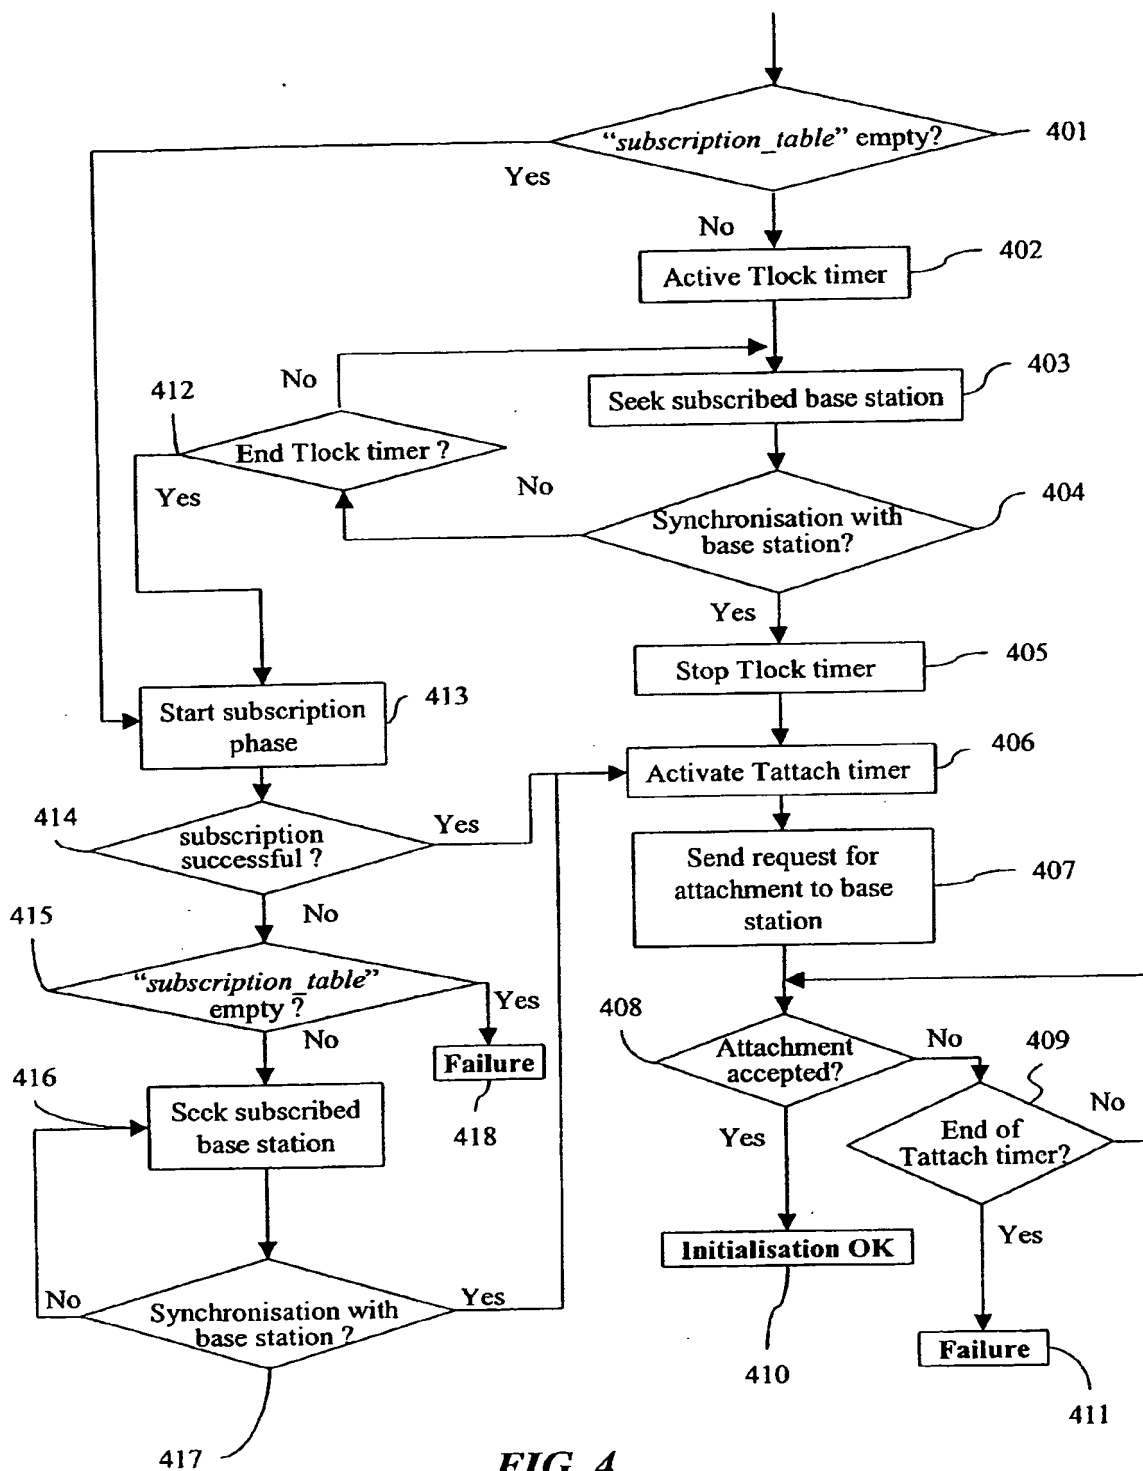 "subscription_table" empty?
401
Yes
No
402
Active Tlock timer
403
No
412
Seek subscribed base station
End Tlock timer ?
Yes
No
404
Synchronisation with
base station?
Yes
405
Stop Tlock timer
413
Start subscription
phase
406
Activate Tattach timer
414
Yes
subscription
successful ?
Send request for
attachment to base
station
407
415
No
"subscription_table"
empty ?
Yes
408
No
409
No
Failure
Attachment
accepted?
416
Seek subscribed
base station
418
Yes
No
End of
Tattach timer?
Yes
Initialisation OK
No
Yes
Synchronisation with
base station ?
Failure
410
411
417
FIG. 4